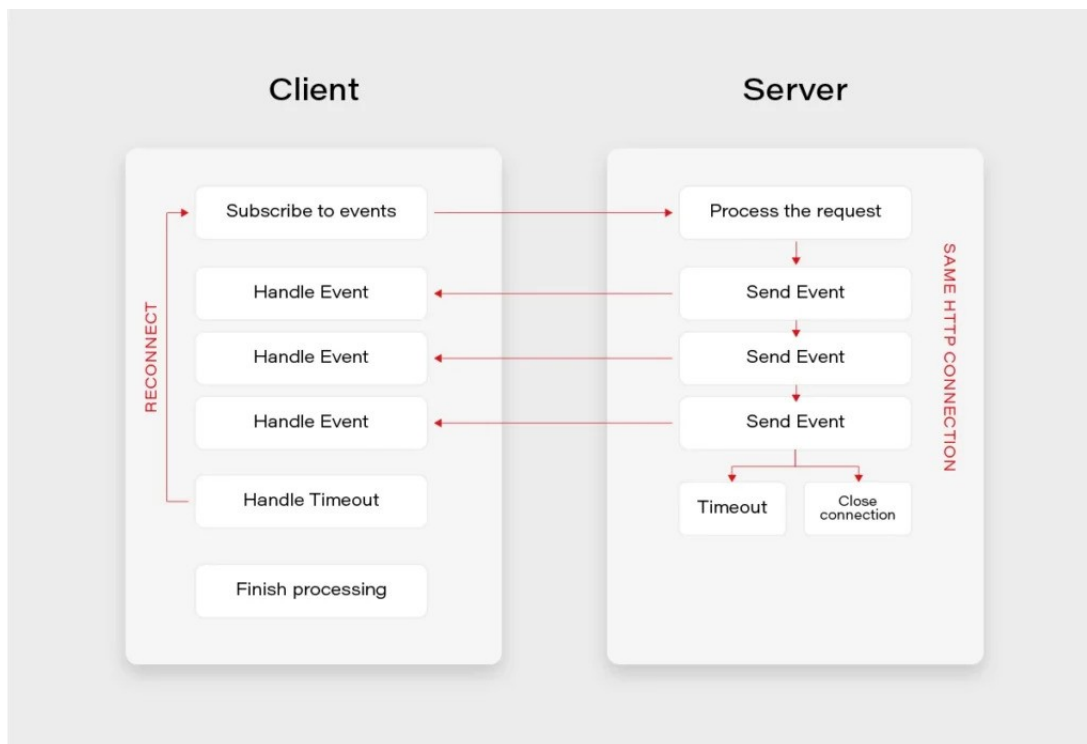 Client
Server
Subscribe to events
Process the request
Handle Event
Send Event
Handle Event
Send Event
Handle Event
Send Event
Handle Timeout
Timeout
Close
connection
Finish processing
RECONNECT
SAME HTTP CONNECTION